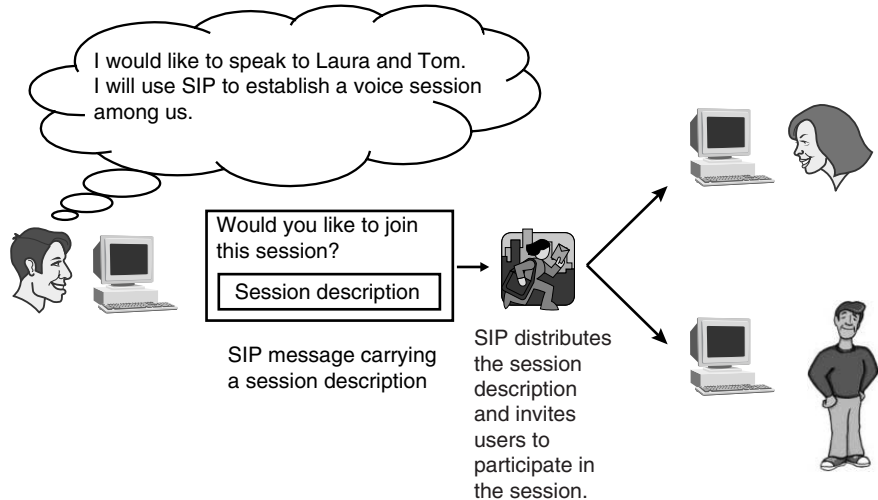 I would like to speak to Laura and Tom.
I will use SIP to establish a voice session
among us.
Would you like to join
this session?
Session description
SIP message carrying
a session description
SIP distributes
the session
description
and invites
users to
participate in
the session.